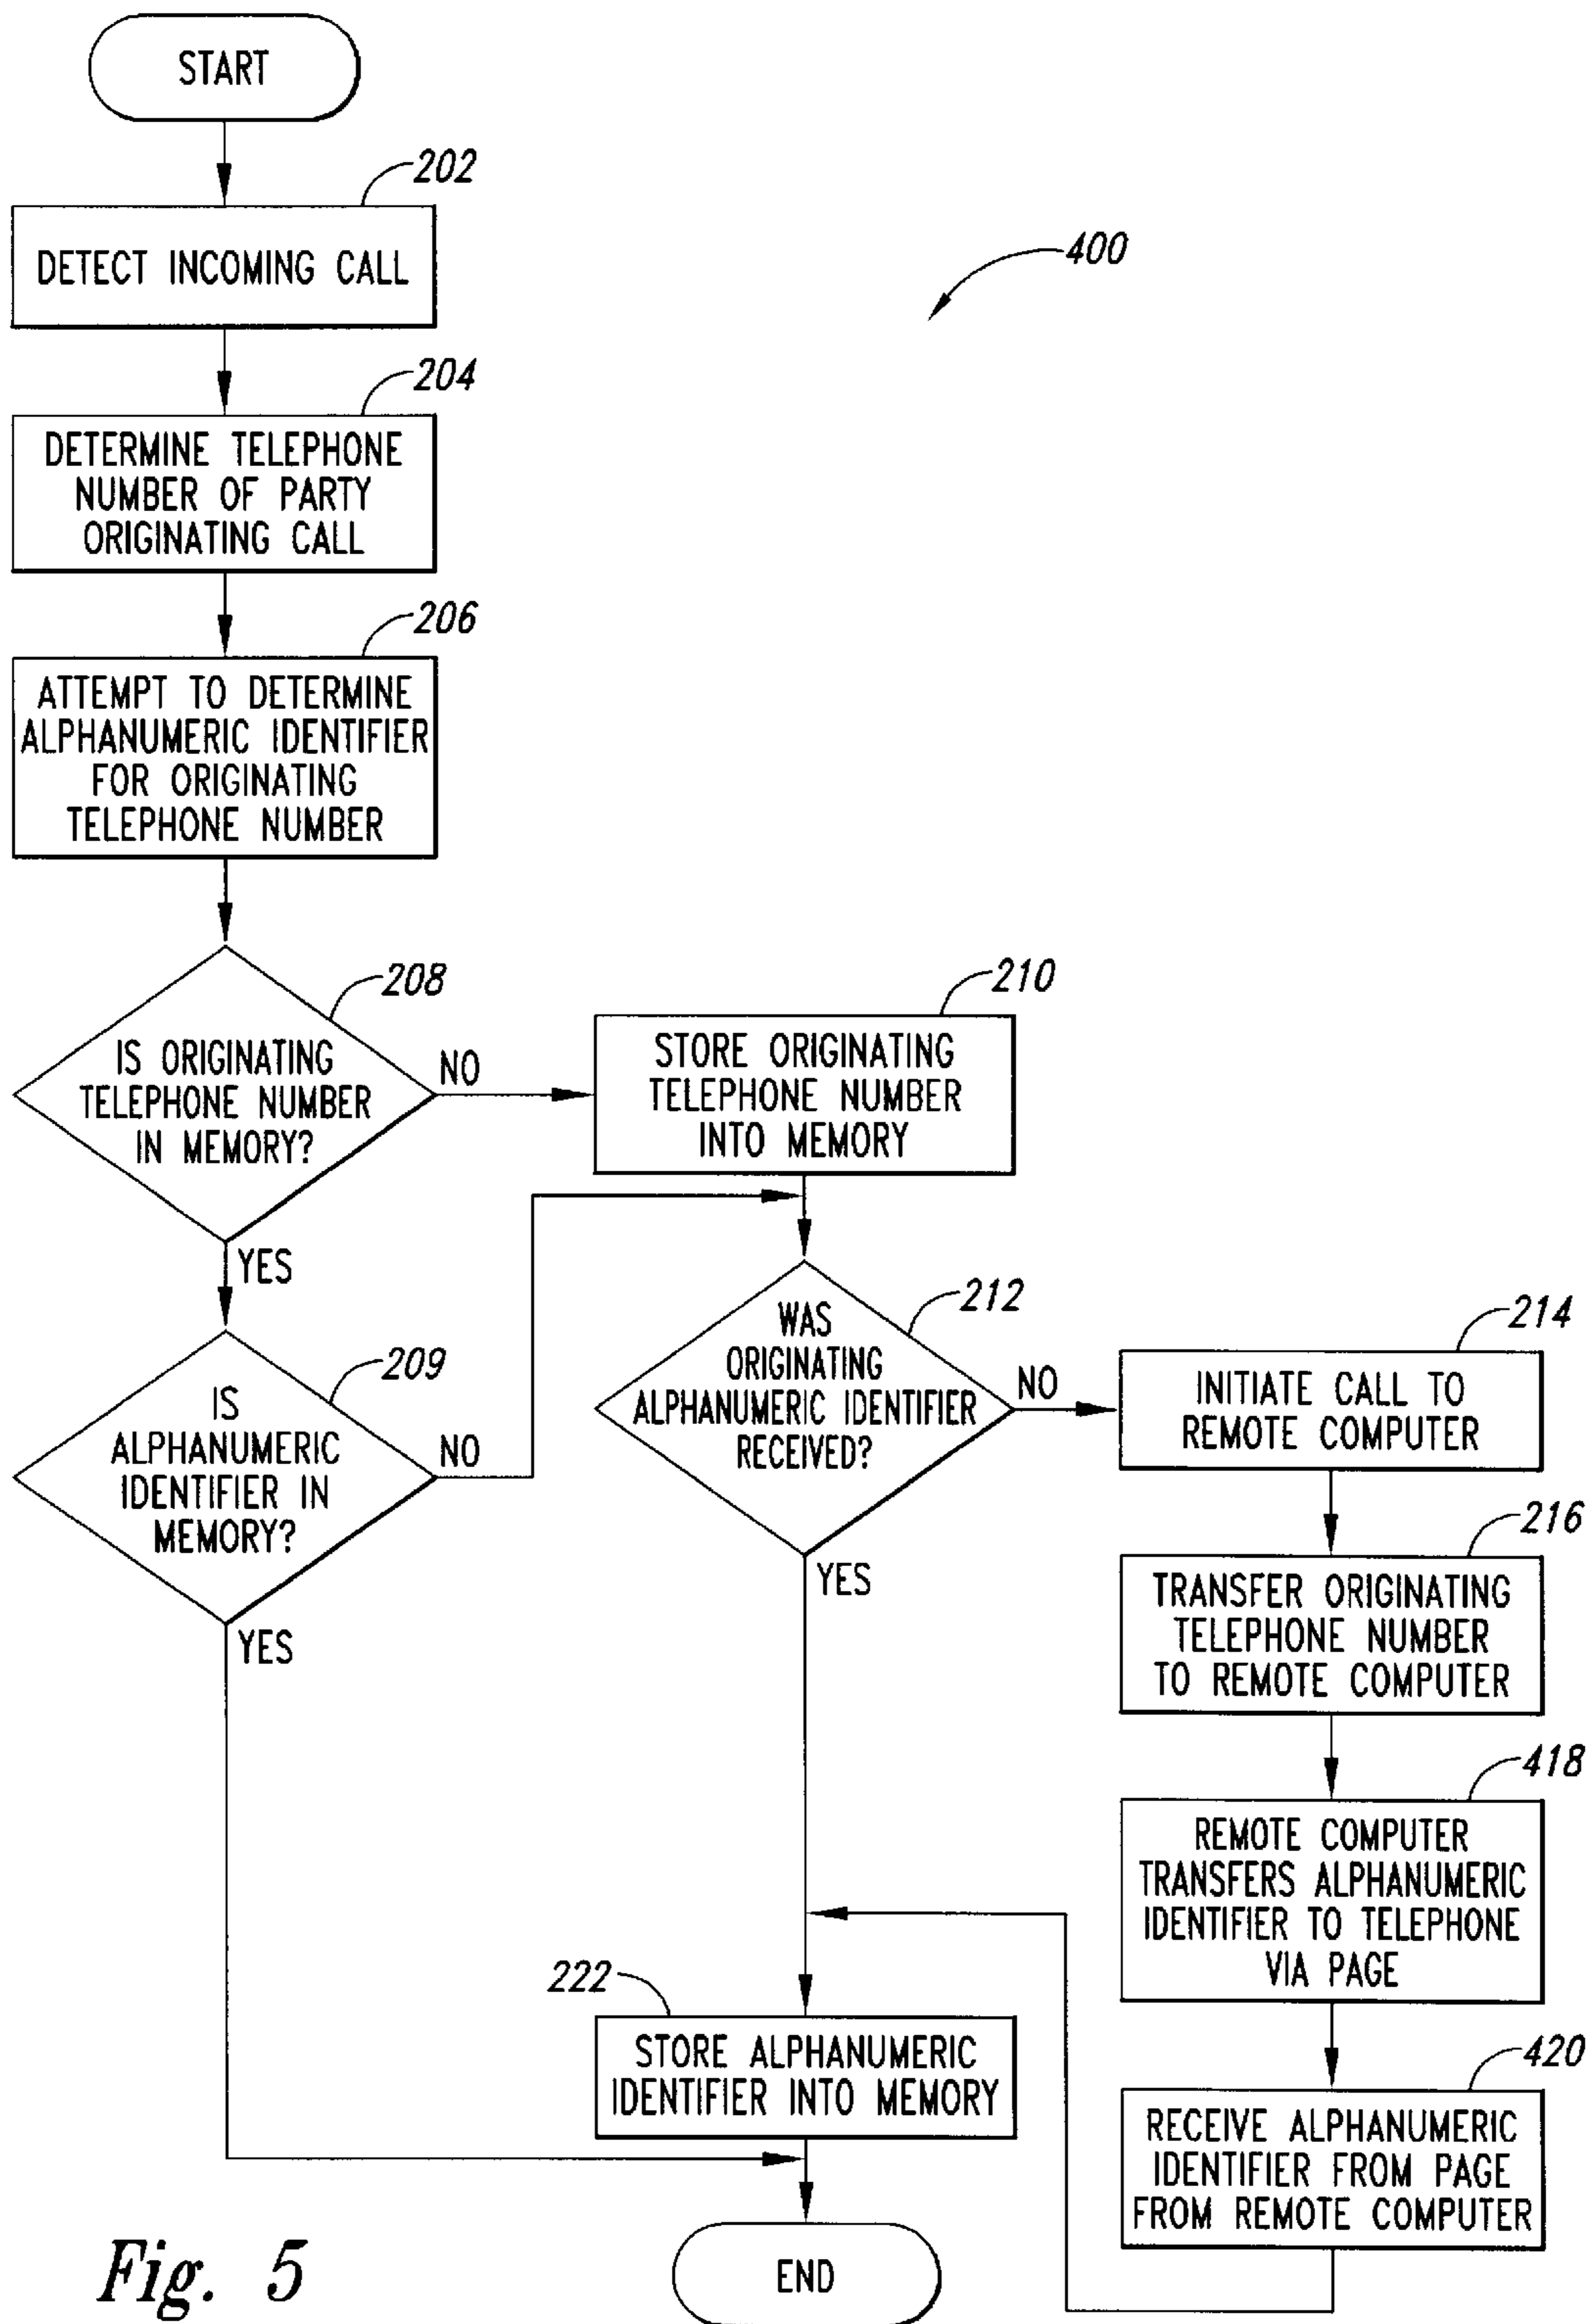 START
202
DETECT INCOMING CALL
400
204
DETERMINE TELEPHONE
NUMBER OF PARTY
ORIGINATING CALL
206
ATTEMPT TO DETERMINE
ALPHANUMERIC IDENTIFIER
FOR ORIGINATING
TELEPHONE NUMBER
208
IS ORIGINATING
TELEPHONE NUMBER
IN MEMORY?
NO
YES
210
STORE ORIGINATING
TELEPHONE NUMBER
INTO MEMORY
209
IS
ALPHANUMERIC
IDENTIFIER IN
MEMORY?
NO
YES
212
WAS
ORIGINATING
ALPHANUMERIC IDENTIFIER
RECEIVED?
NO
YES
214
INITIATE CALL TO
REMOTE COMPUTER
216
TRANSFER ORIGINATING
TELEPHONE NUMBER
TO REMOTE COMPUTER
418
REMOTE COMPUTER
TRANSFERS ALPHANUMERIC
IDENTIFIER TO TELEPHONE
VIA PAGE
420
RECEIVE ALPHANUMERIC
IDENTIFIER FROM PAGE
FROM REMOTE COMPUTER
222
STORE ALPHANUMERIC
IDENTIFIER INTO MEMORY
END
Fig. 5